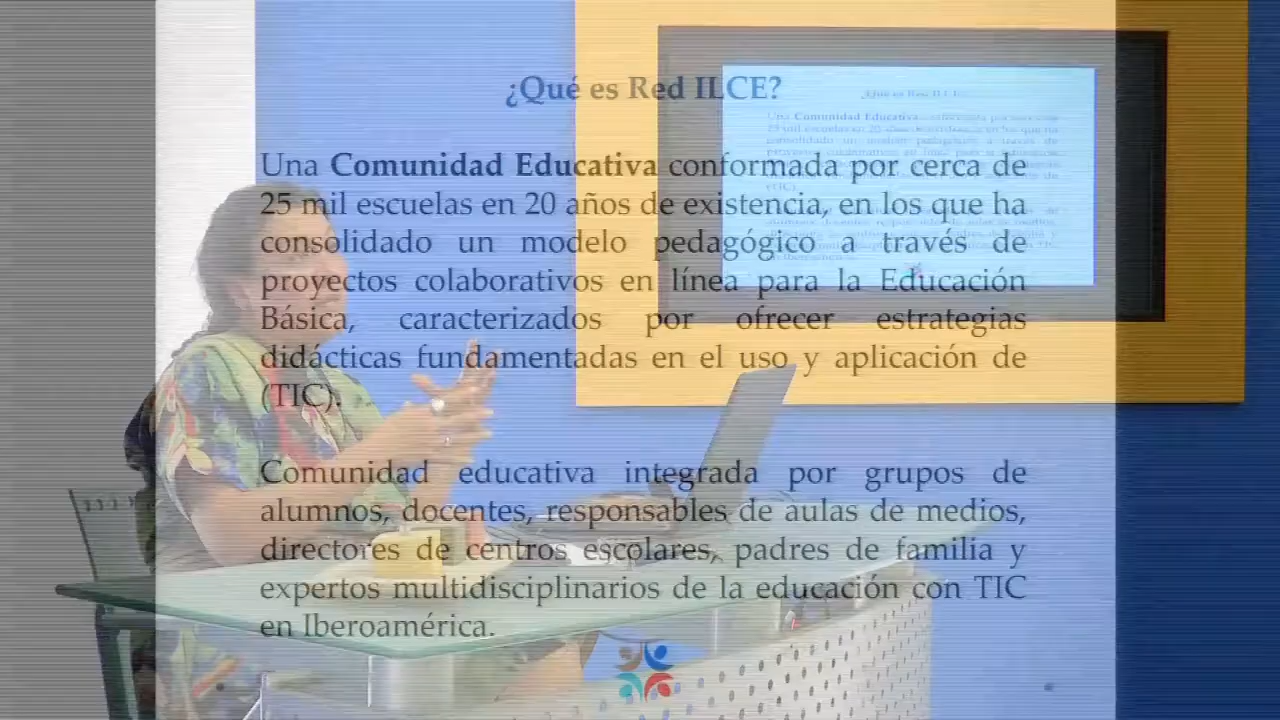 ¿Qué es Red ILCE?
Una Comunidad Educativa conformada por cerca de
25 mil escuelas en 20 años de existencia, en los que ha
consolidado un modelo pedagógico a través de
proyectos colaborativos en línea para la Educación
Básica, caracterizados por ofrecer estrategias
didácticas fundamentadas en el uso y aplicación de
(TIC).
Comunidad educativa integrada por grupos de
alumnos, docentes, responsables de aulas de medios,
directores de centros escolares, padres de familia y
expertos multidisciplinarios de la educación con TIC
en Iberoamérica.